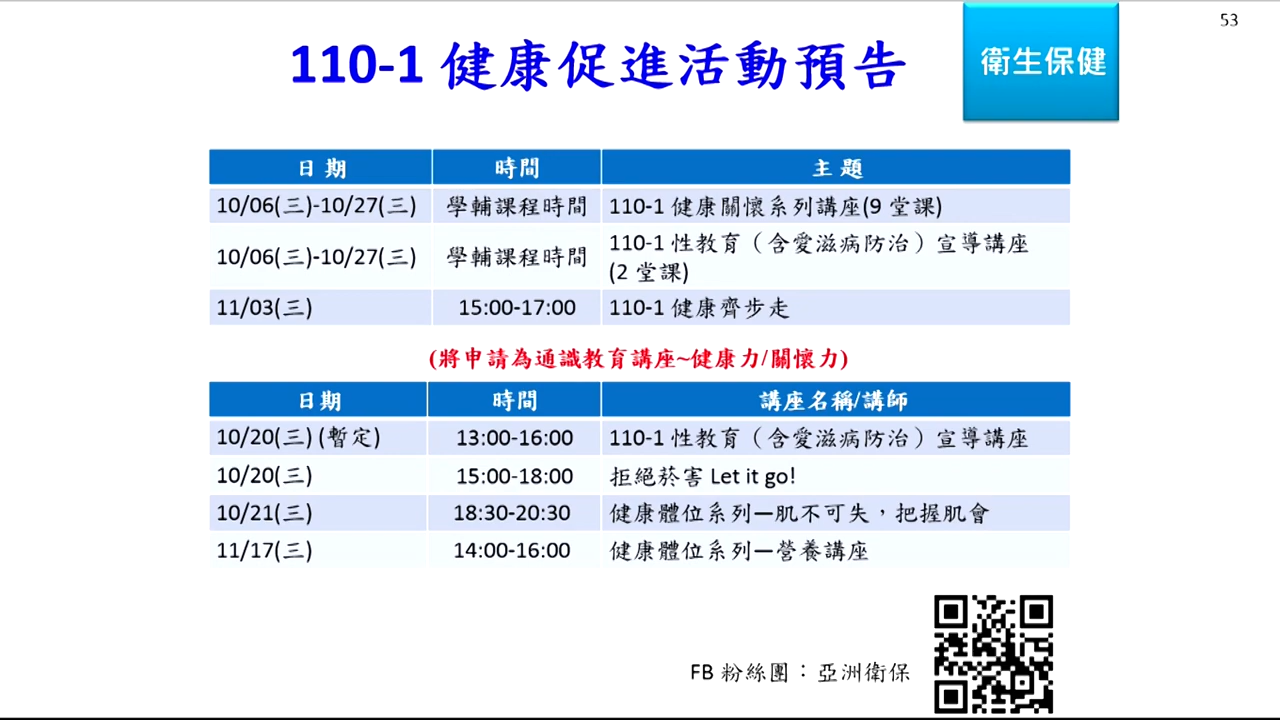 53
110-1 健康促進活動預告
衛生保健
日 期 時間 主 題
10/06(三)-10/27(三) 學輔課程時間 110-1 健康關懷系列講座(9 堂課)
10/06(三)-10/27(三) 學輔課程時間 110-1 性教育（含愛滋病防治）宣導講座
(2 堂課)
11/03(三) 15:00-17:00 110-1 健康齊步走
(將申請為通識教育講座~健康力/關懷力)
日期 時間 講座名稱/講師
10/20(三) (暫定) 13:00-16:00 110-1 性教育（含愛滋病防治）宣導講座
10/20(三) 15:00-18:00 拒絕菸害 Let it go!
10/21(三) 18:30-20:30 健康體位系列—肌不可失，把握肌會
11/17(三) 14:00-16:00 健康體位系列—營養講座
FB 粉絲團：亞洲衛保